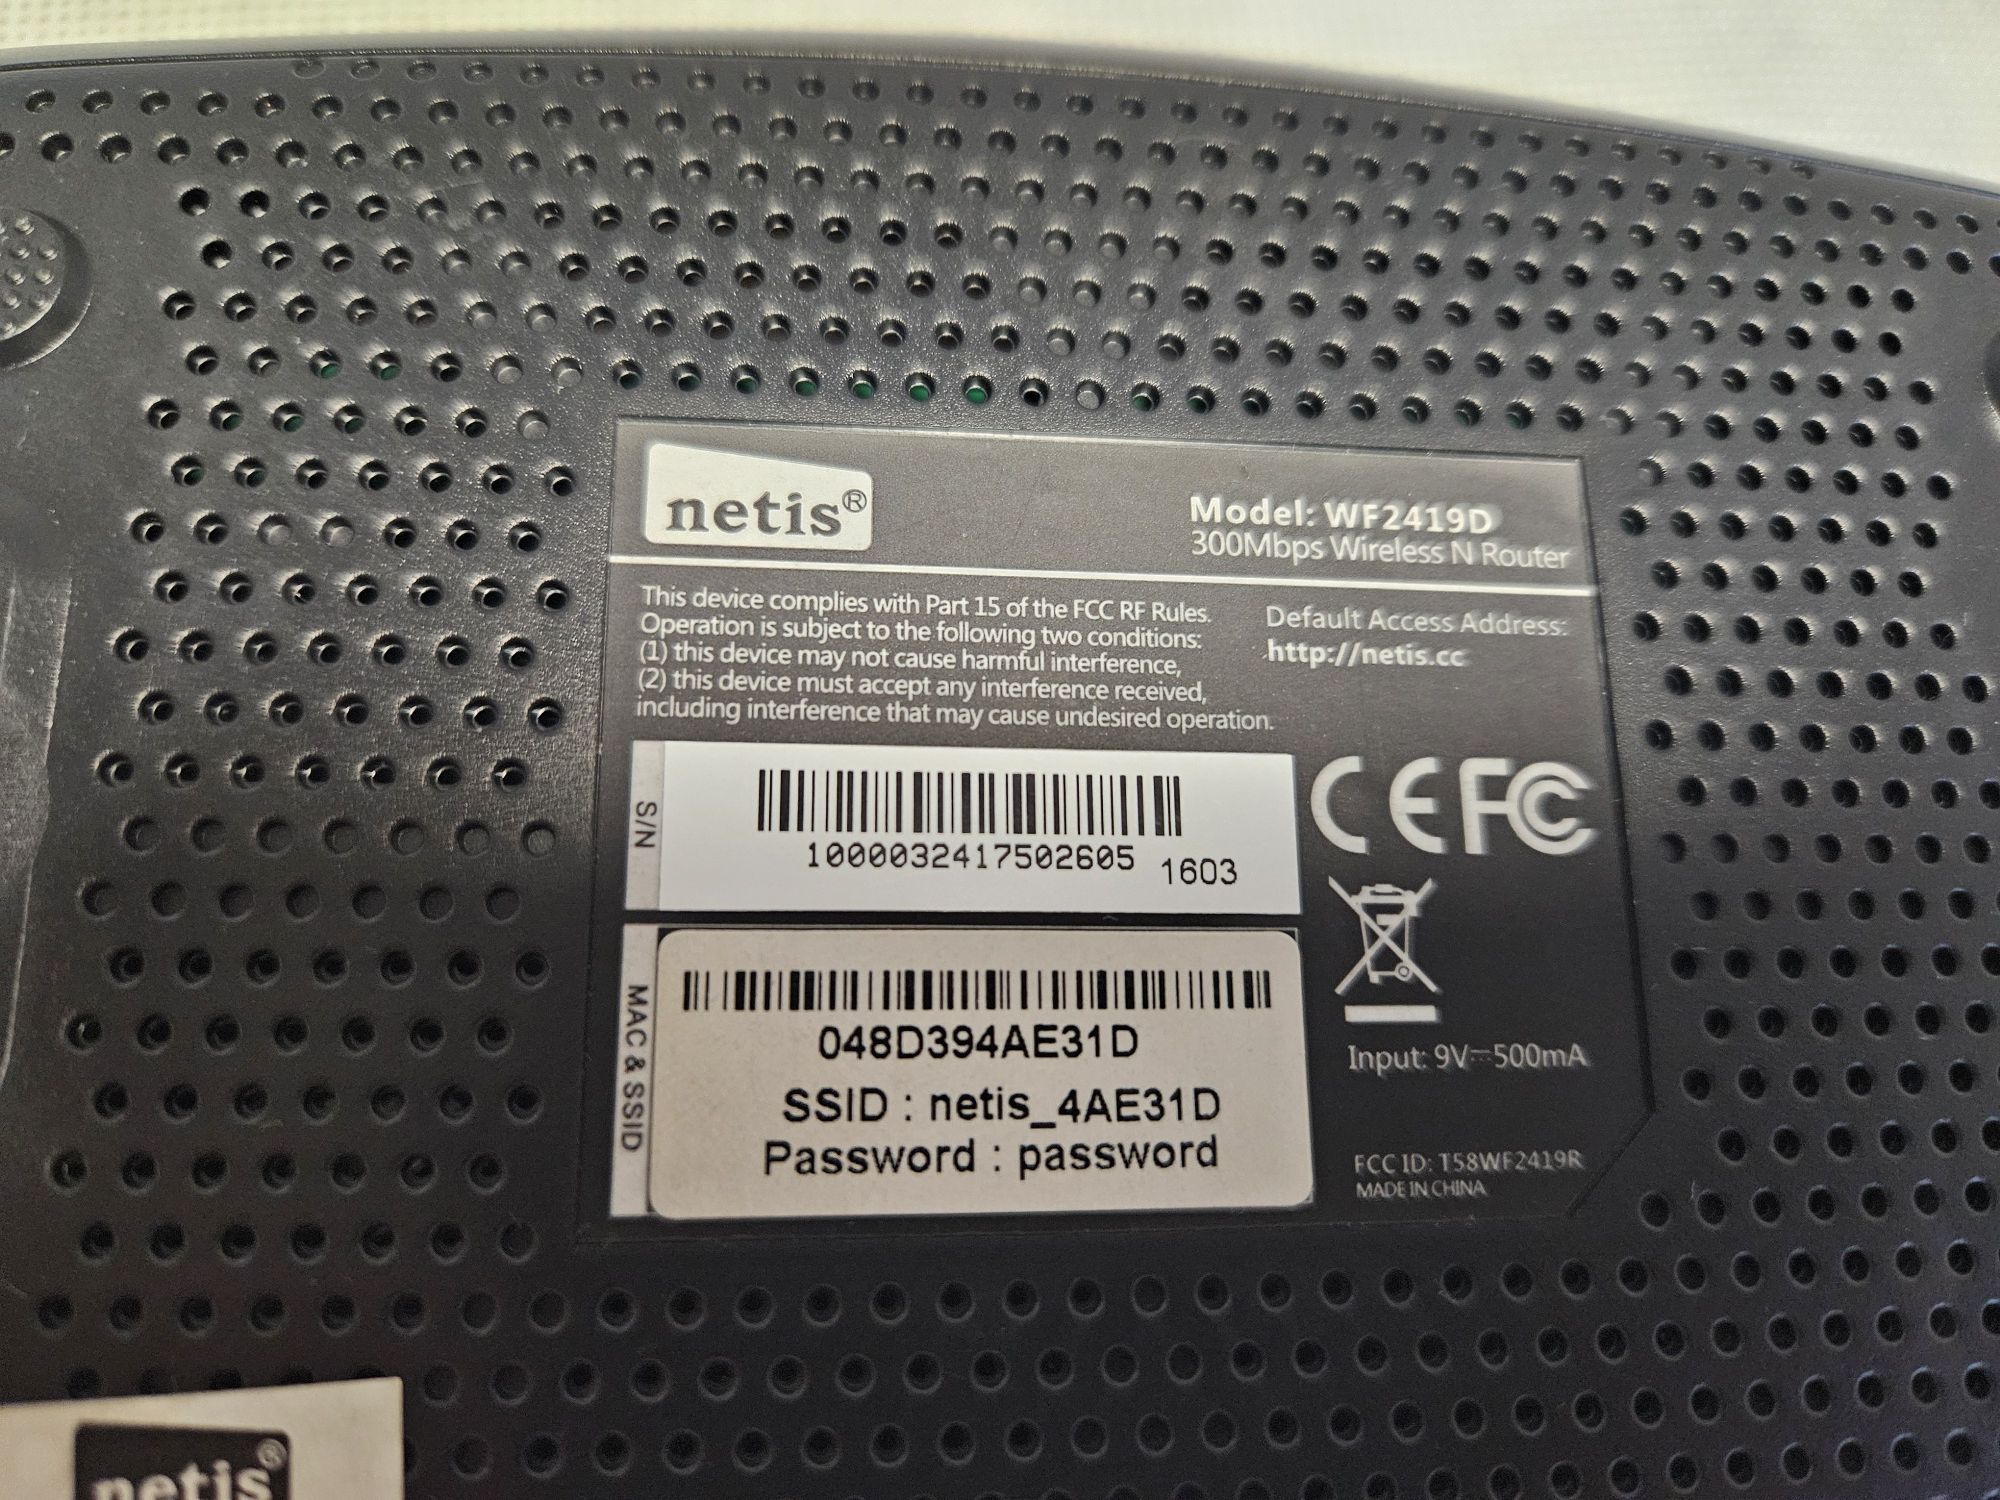 netis®
Model: WF2419D
300Mbps Wireless N Router
This device complies with Part 15 of the FCC RF Rules.
Operation is subject to the following two conditions:
(1) this device may not cause harmful interference,
(2) this device must accept any interference received,
including interference that may cause undesired operation.
Default Access Address:
http://netis.cc
S/N
1000032417502605 1603
CE FC
MAC & SSID
048D394AE31D
SSID : netis_4AE31D
Password : password
Input: 9V⎓500mA
FCC ID: T58WF2419R
MADE IN CHINA
netis®